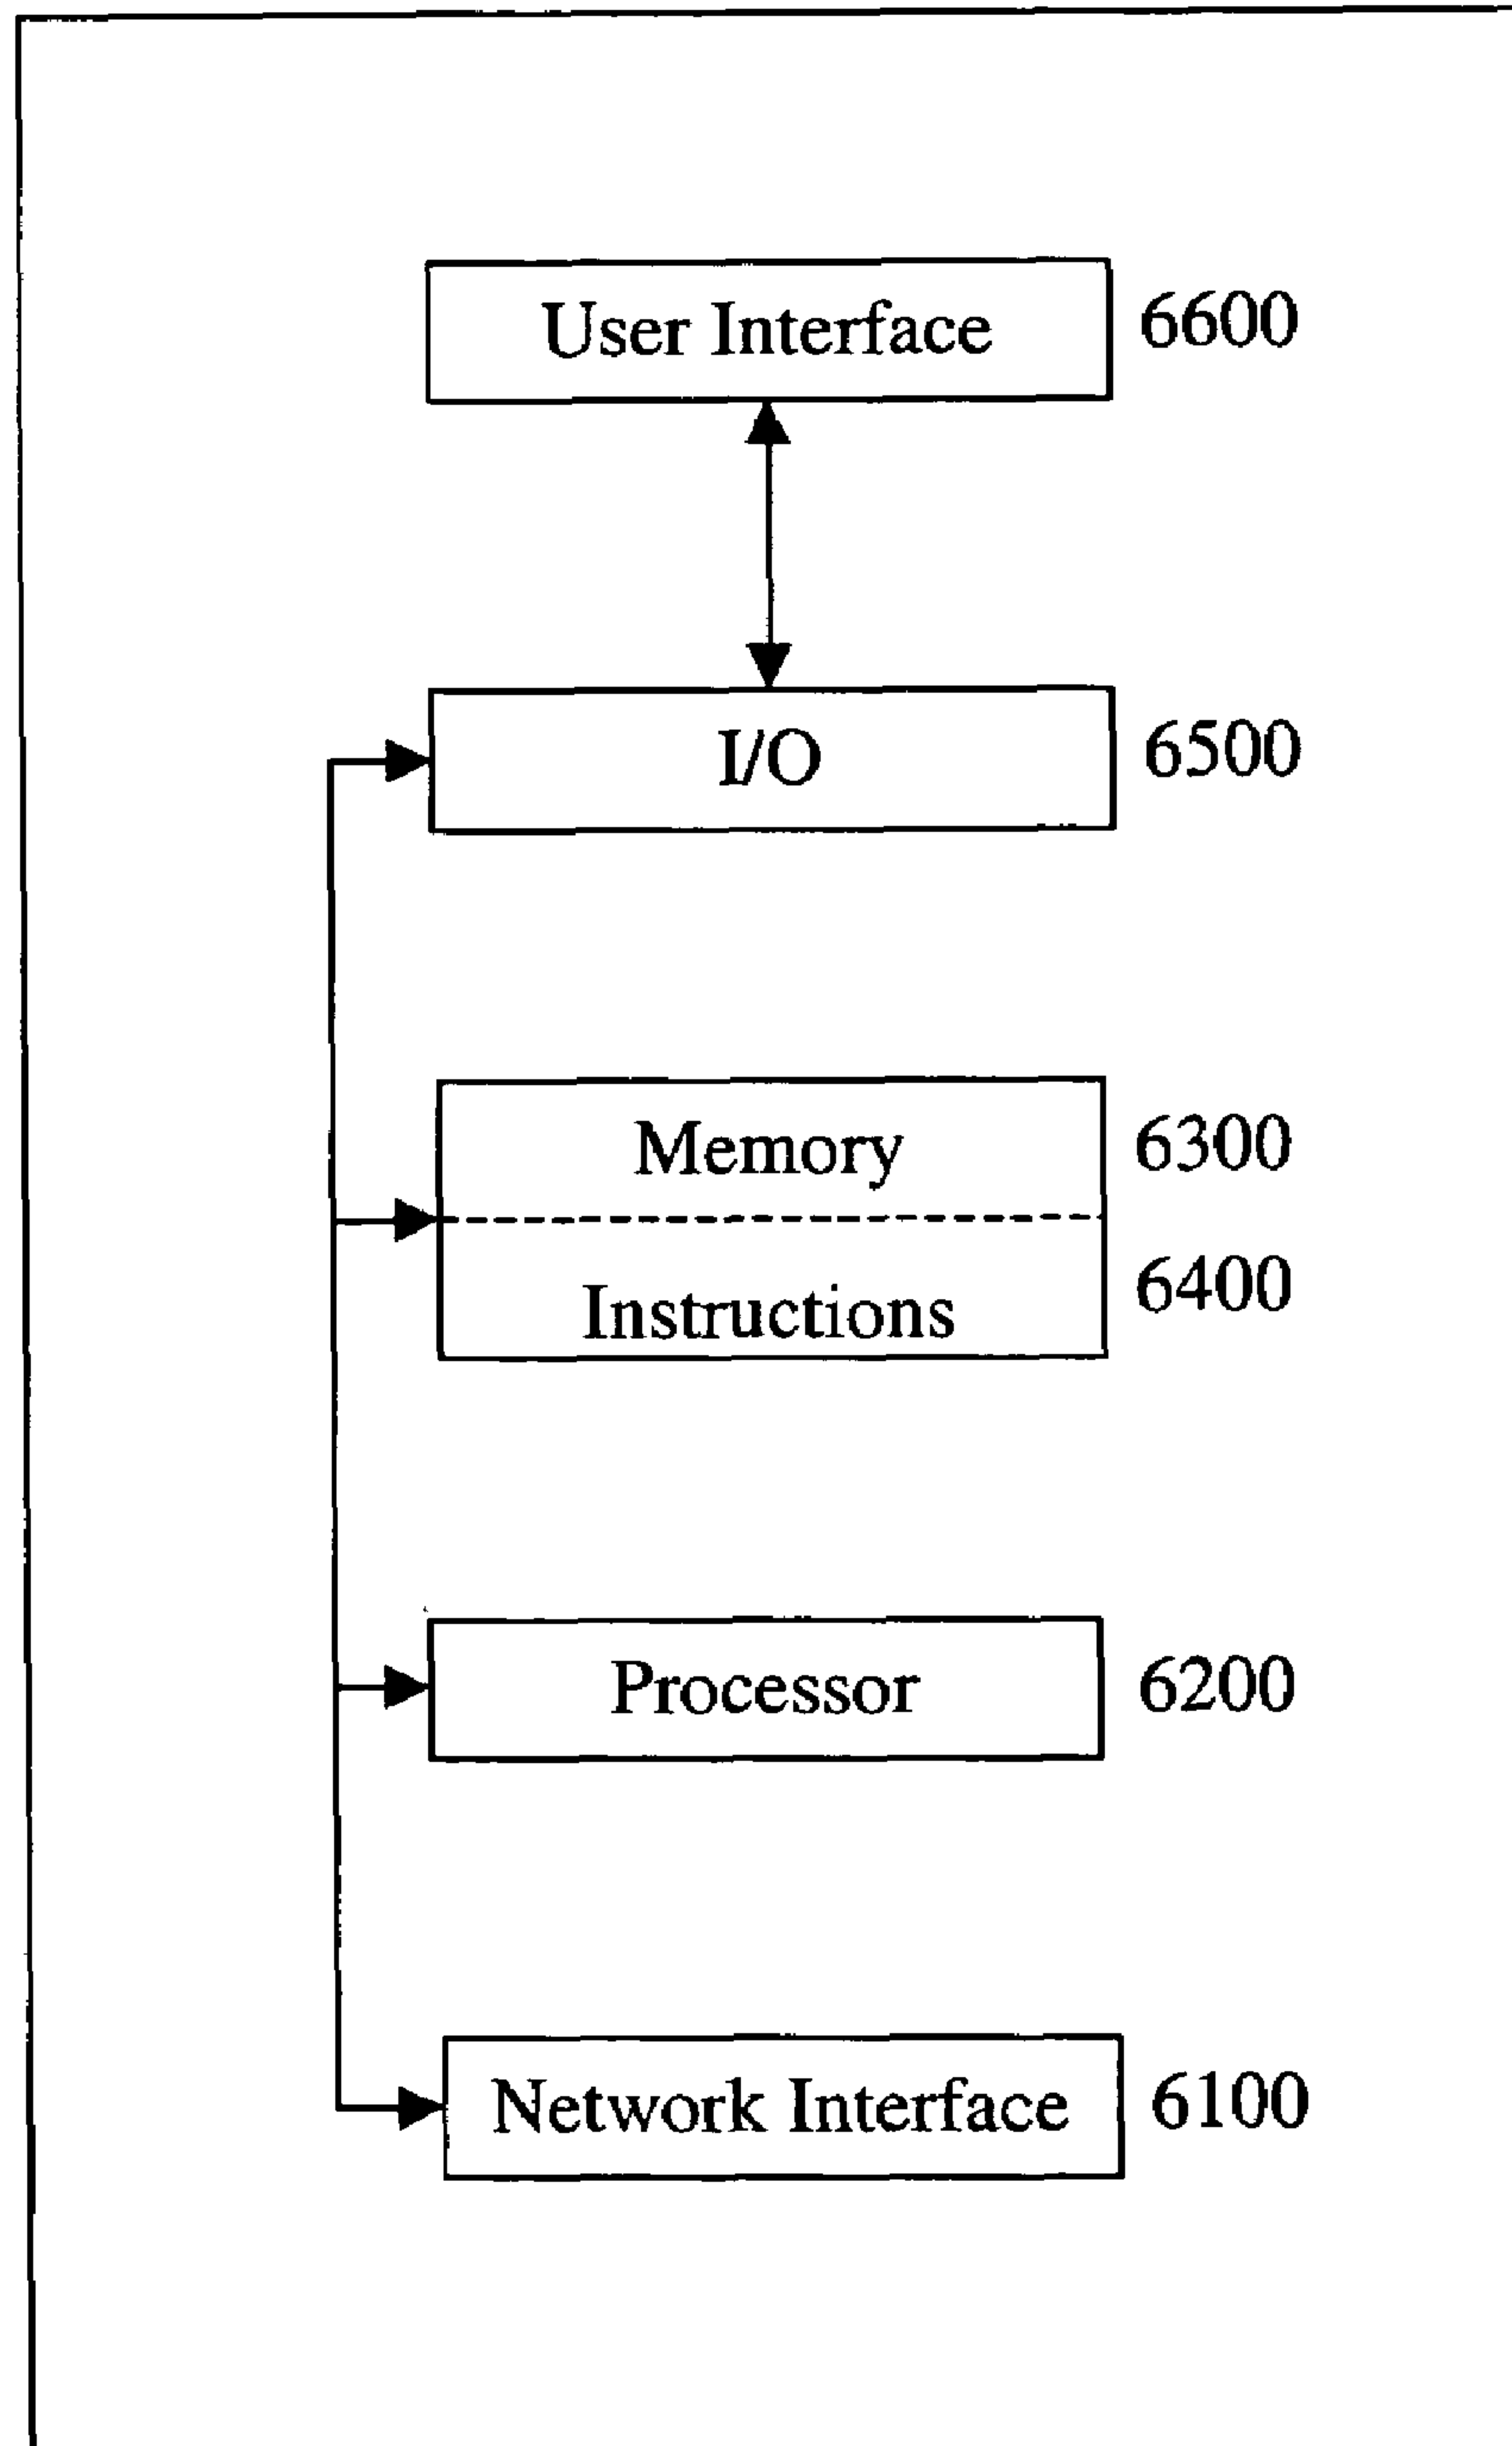 User Interface 6600
I/O 6500
Memory 6300
Instructions 6400
Processor 6200
Network Interface 6100